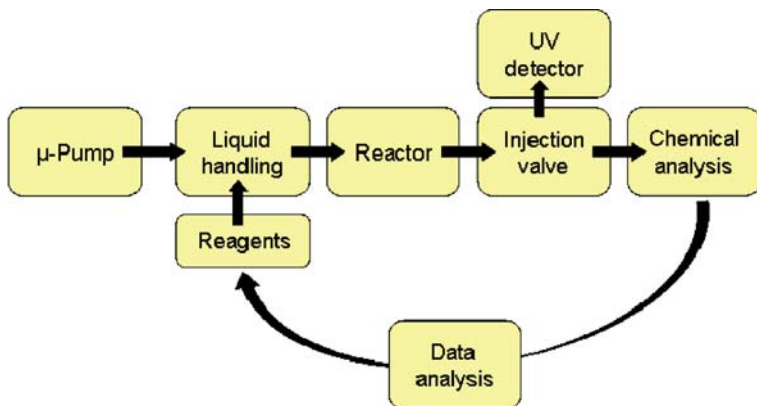 UV
detector
μ-Pump
Liquid
handling
Reactor
Injection
valve
Chemical
analysis
Reagents
Data
analysis